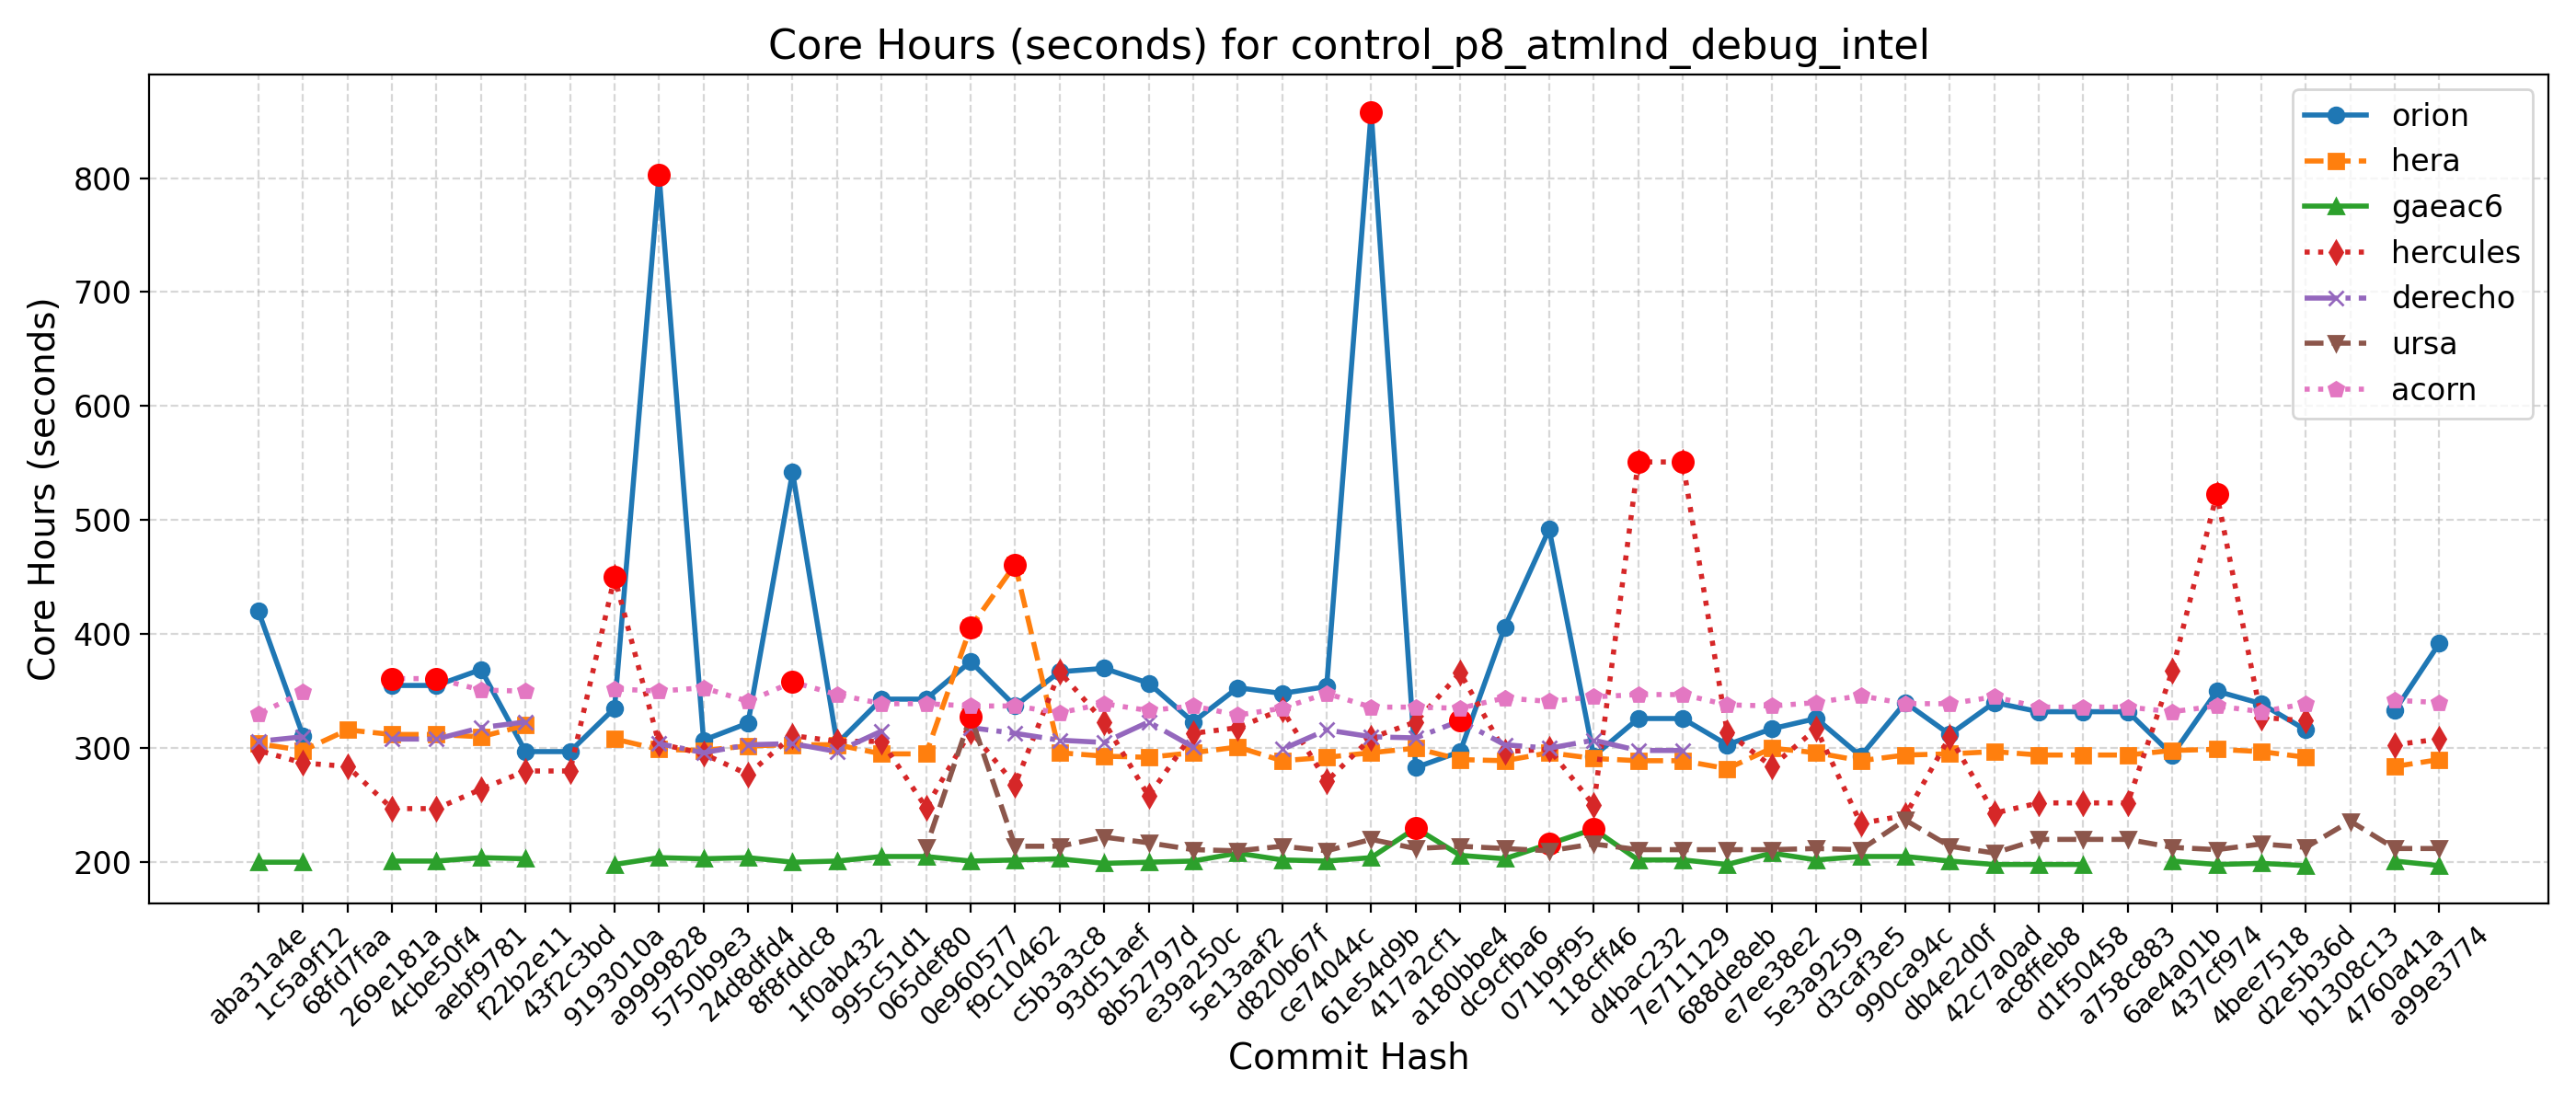 Core Hours (seconds) for control_p8_atmlnd_debug_intel
Core Hours (seconds)
800
700
600
500
400
300
200
orion
hera
gaeac6
hercules
derecho
ursa
acorn
aba31a4e
1c5a9f12
68fd7faa
269e181a
4cbe50f4
aebf9781
f22b2e11
43f2c3bd
9193010a
a9999828
5750b9e3
24d8dfd4
8f8fddc8
1f0ab432
995c51d1
065def80
0e960577
f9c10462
c5b3a3c8
93d51aef
8b52797d
e39a250c
5e13aaf2
d820b67f
ce74044c
61e54d9b
417a2cf1
a180bbe4
dc9cfba6
071b9f95
118cff46
d4bac232
7e711129
688de8eb
e7ee38e2
5e3a9259
d3caf3e5
990ca94c
db4e2d0f
42c7a0ad
ac8ffeb8
d1f50458
a758c883
6ae4a01b
437cf974
4bee7518
d2e5b36d
b1308c13
4760a41a
a99e3774
Commit Hash